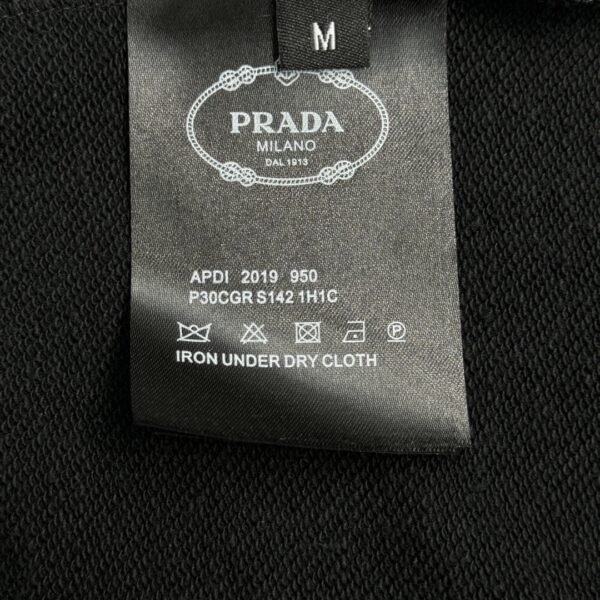 M
PRADA
MILANO
DAL 1913
APDI 2019 950
P30CGR S142 1H1C
P
IRON UNDER DRY CLOTH